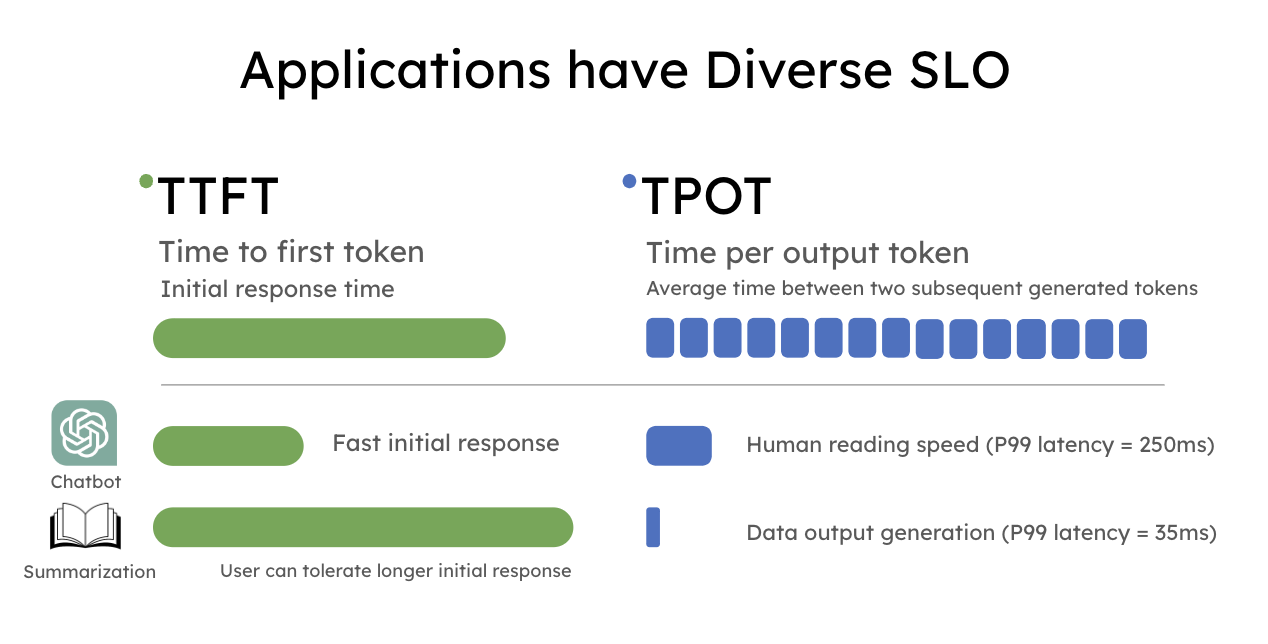 Applications have Diverse SLO
TTFT
Time to first token
Initial response time
TPOT
Time per output token
Average time between two subsequent generated tokens
Chatbot
Fast initial response
Human reading speed (P99 latency = 250ms)
Summarization
User can tolerate longer initial response
Data output generation (P99 latency = 35ms)